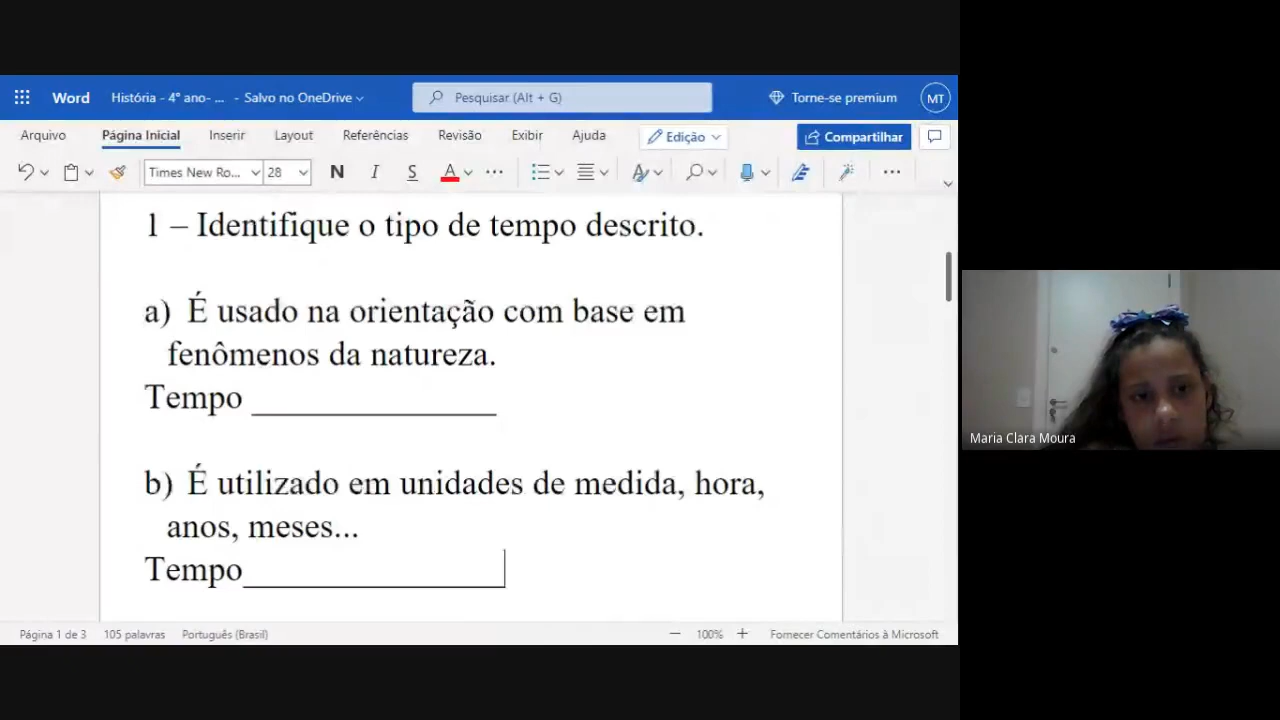 Word História - 4° ano- ... - Salvo no OneDrive Pesquisar (Alt + G) Torne-se premium MT
Arquivo Página Inicial Inserir Layout Referências Revisão Exibir Ajuda Edição Compartilhar
Times New Ro... 28 N I S A ...
1 – Identifique o tipo de tempo descrito.
a) É usado na orientação com base em
fenômenos da natureza.
Tempo _______________
b) É utilizado em unidades de medida, hora,
anos, meses...
Tempo________________
Página 1 de 3 105 palavras Português (Brasil) 100% Fornecer Comentários à Microsoft
Maria Clara Moura